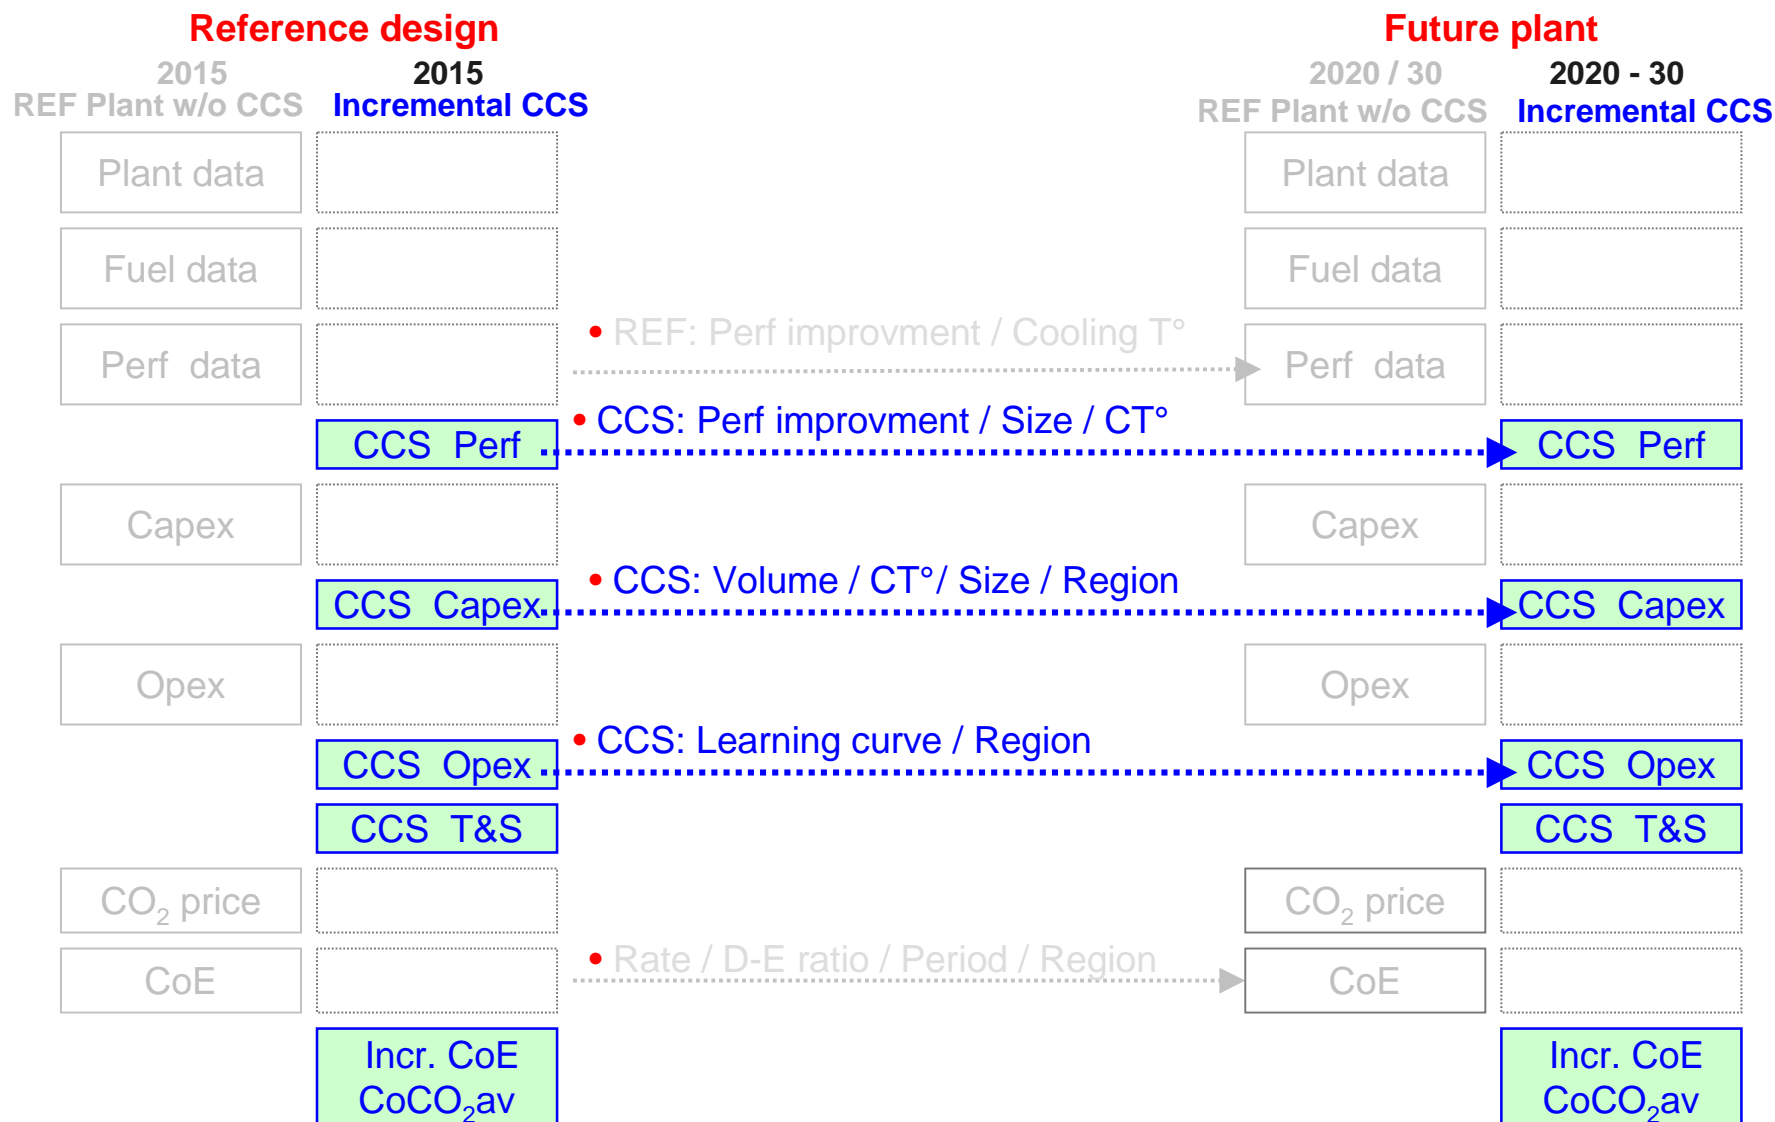 Reference design
Future plant
2015
2015
2020 / 30
2020 - 30
REF Plant w/o CCS
Incremental CCS
REF Plant w/o CCS
Incremental CCS
Plant data
Plant data
Fuel data
Fuel data
• REF: Perf improvment / Cooling T°
Perf data
Perf data
• CCS: Perf improvment / Size / CT°
CCS Perf
CCS Perf
Capex
Capex
• CCS: Volume / CT°/ Size / Region
CCS Capex
CCS Capex
Opex
Opex
• CCS: Learning curve / Region
CCS Opex
CCS Opex
CCS T&S
CCS T&S
CO₂ price
CO₂ price
• Rate / D-E ratio / Period / Region
CoE
CoE
Incr. CoE
CoCO₂av
Incr. CoE
CoCO₂av